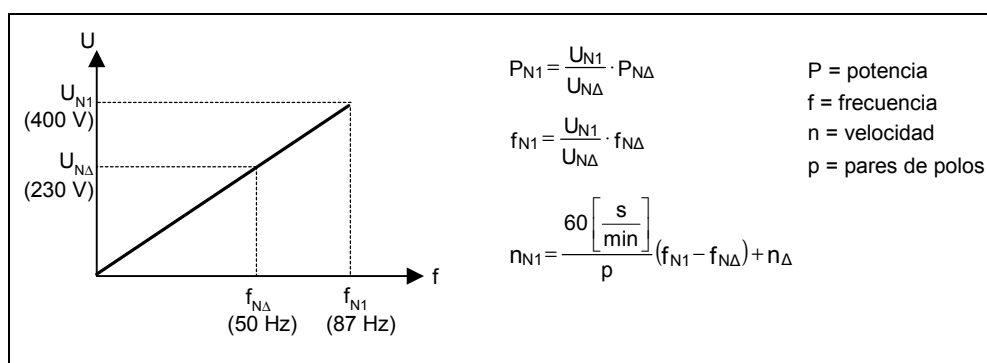 U
U_N1
(400 V)
U_NΔ
(230 V)
f
f_NΔ
(50 Hz)
f_N1
(87 Hz)
P_N1 = U_N1 / U_NΔ · P_NΔ
f_N1 = U_N1 / U_NΔ · f_NΔ
n_N1 = 60 [s / min] / p (f_N1 − f_NΔ) + n_Δ
P = potencia
f = frecuencia
n = velocidad
p = pares de polos